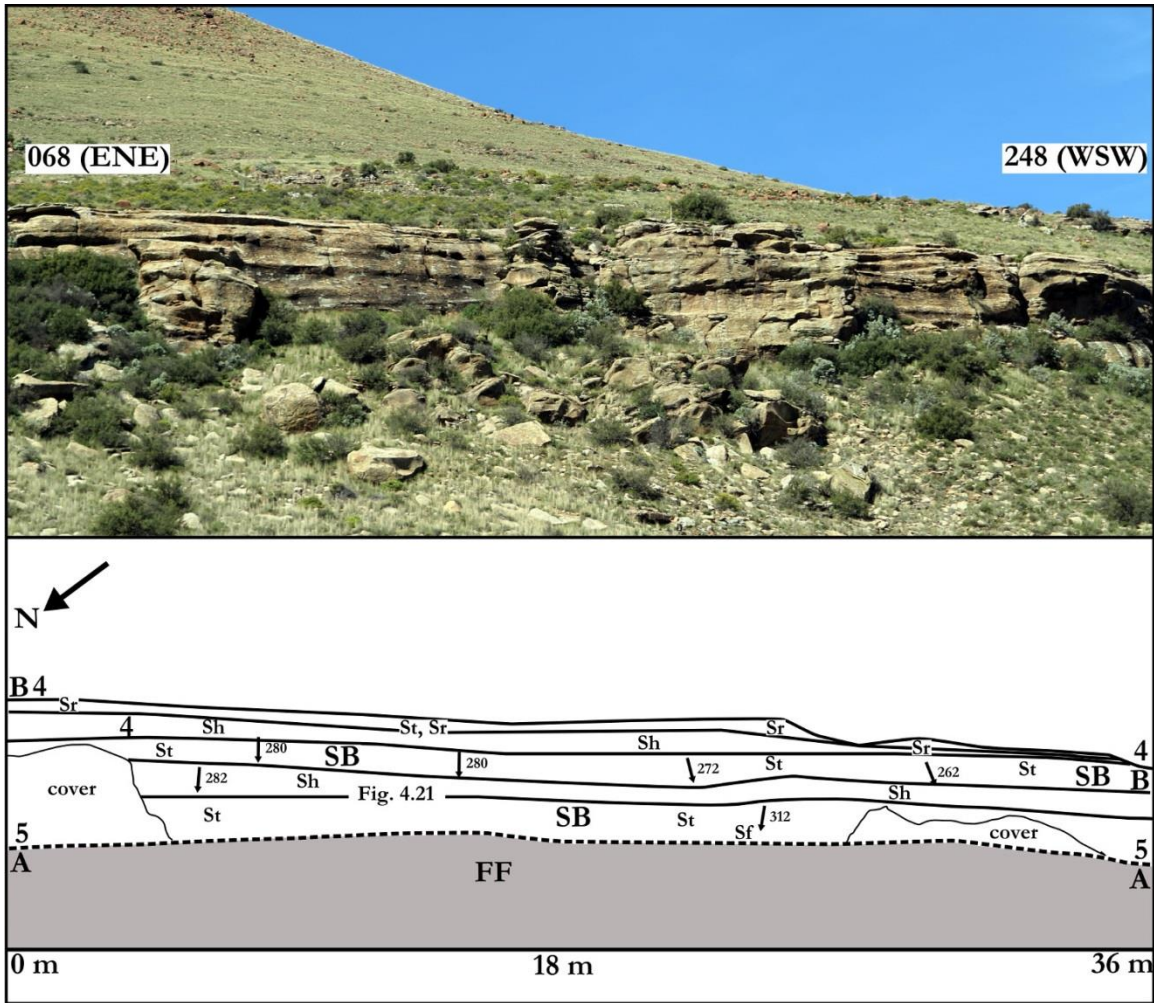 068 (ENE)
248 (WSW)
N
B 4
Sr
Sh
St, Sr
Sr
Sr
4
4
St
280
SB
280
Sh
272
St
262
St
SB
B
cover
282
Sh
Fig. 4.21
Sh
St
SB
St
312
Sf
cover
5
5
A
FF
A
0 m
18 m
36 m